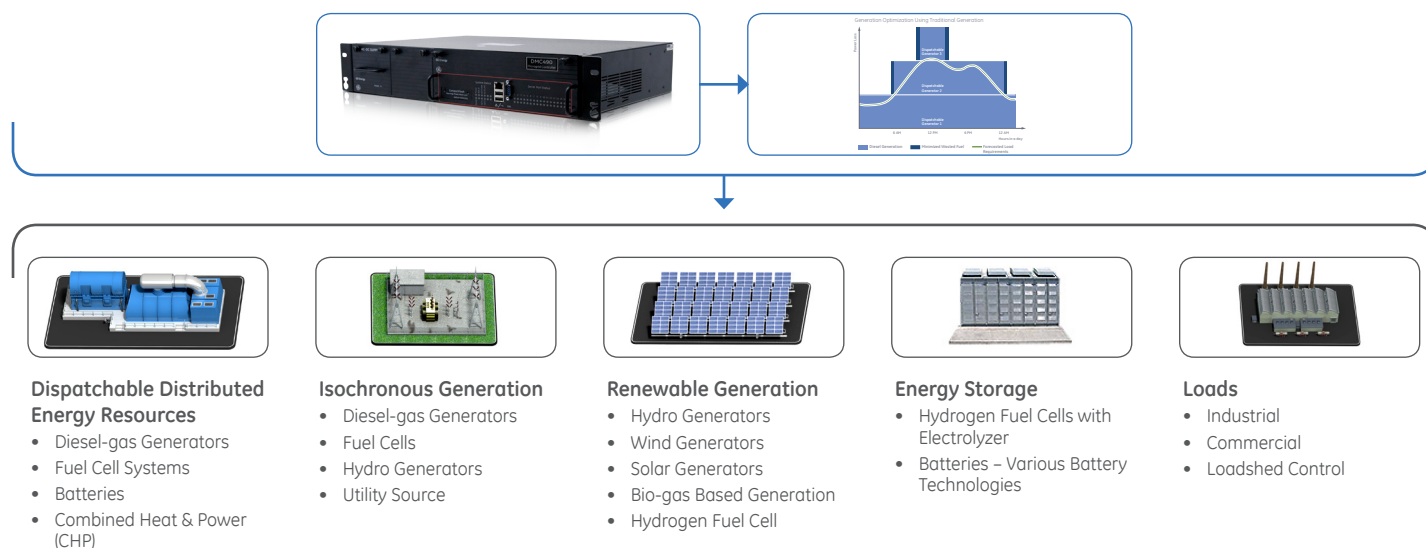 DMC600
Generation Optimization Using Traditional Generation
Dispatchable
Generator 3
Dispatchable
Generator 2
Dispatchable
Generator 1
6 AM
12 PM
6 PM
12 AM
Diesel Generation
Minimized Wasted Fuel
Forecasted Load
Requirements
Dispatchable Distributed
Energy Resources
• Diesel-gas Generators
• Fuel Cell Systems
• Batteries
• Combined Heat & Power
(CHP)
Isochronous Generation
• Diesel-gas Generators
• Fuel Cells
• Hydro Generators
• Utility Source
Renewable Generation
• Hydro Generators
• Wind Generators
• Solar Generators
• Bio-gas Based Generation
• Hydrogen Fuel Cell
Energy Storage
• Hydrogen Fuel Cells with
Electrolyzer
• Batteries – Various Battery
Technologies
Loads
• Industrial
• Commercial
• Loadshed Control